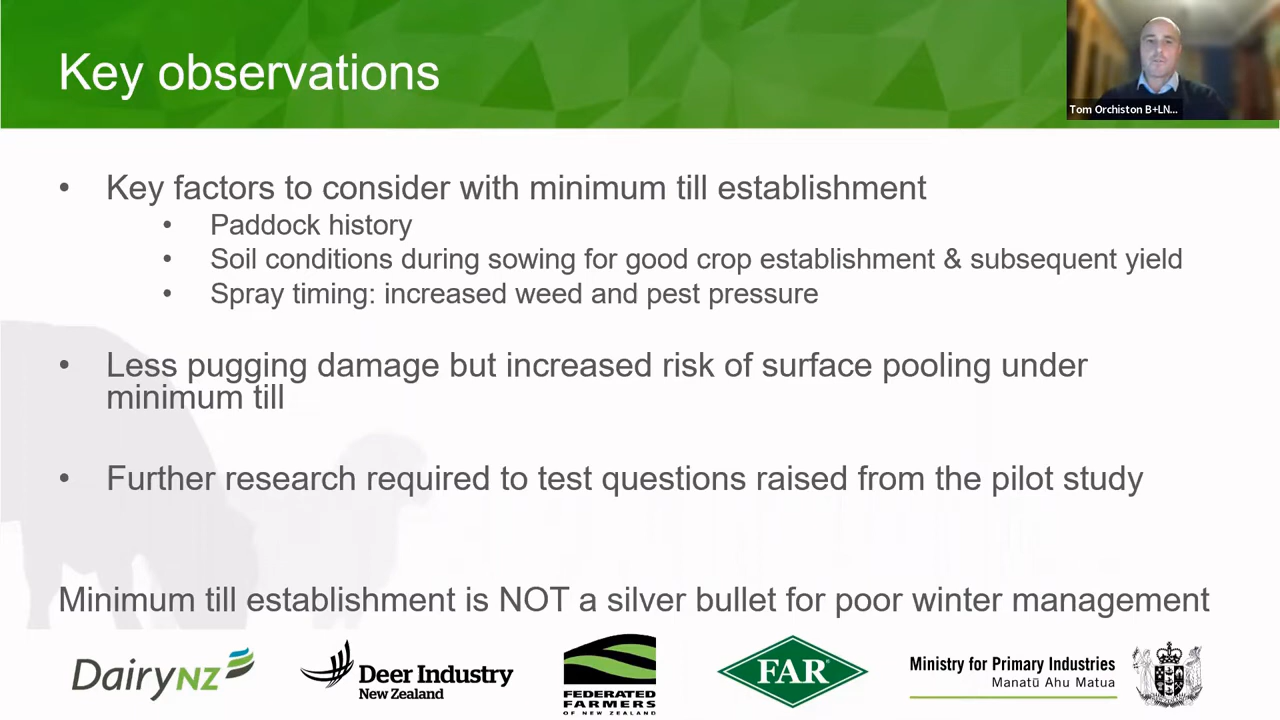 Key observations
Tom Orchiston B+LN...
• Key factors to consider with minimum till establishment
• Paddock history
• Soil conditions during sowing for good crop establishment & subsequent yield
• Spray timing: increased weed and pest pressure
• Less pugging damage but increased risk of surface pooling under
minimum till
• Further research required to test questions raised from the pilot study
Minimum till establishment is NOT a silver bullet for poor winter management
DairyNZ
Deer Industry
New Zealand
FEDERATED
FARMERS
OF NEW ZEALAND
FAR®
Ministry for Primary Industries
Manatū Ahu Matua